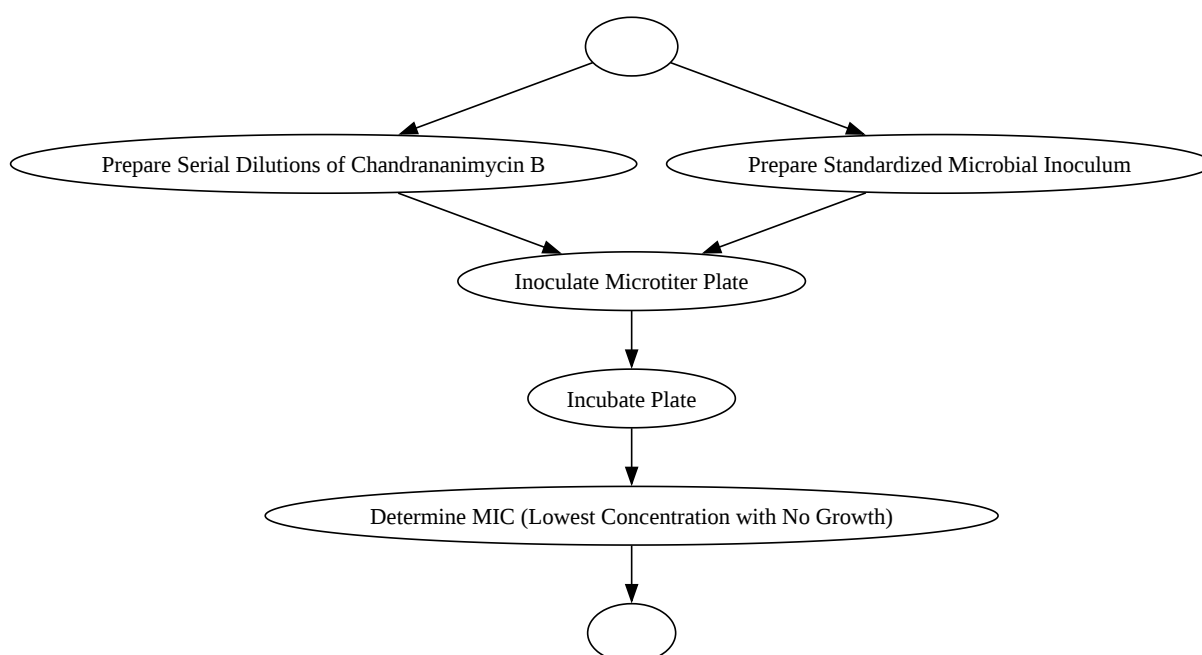 Prepare Serial Dilutions of Chandrananimycin B
Prepare Standardized Microbial Inoculum
Inoculate Microtiter Plate
Incubate Plate
Determine MIC (Lowest Concentration with No Growth)